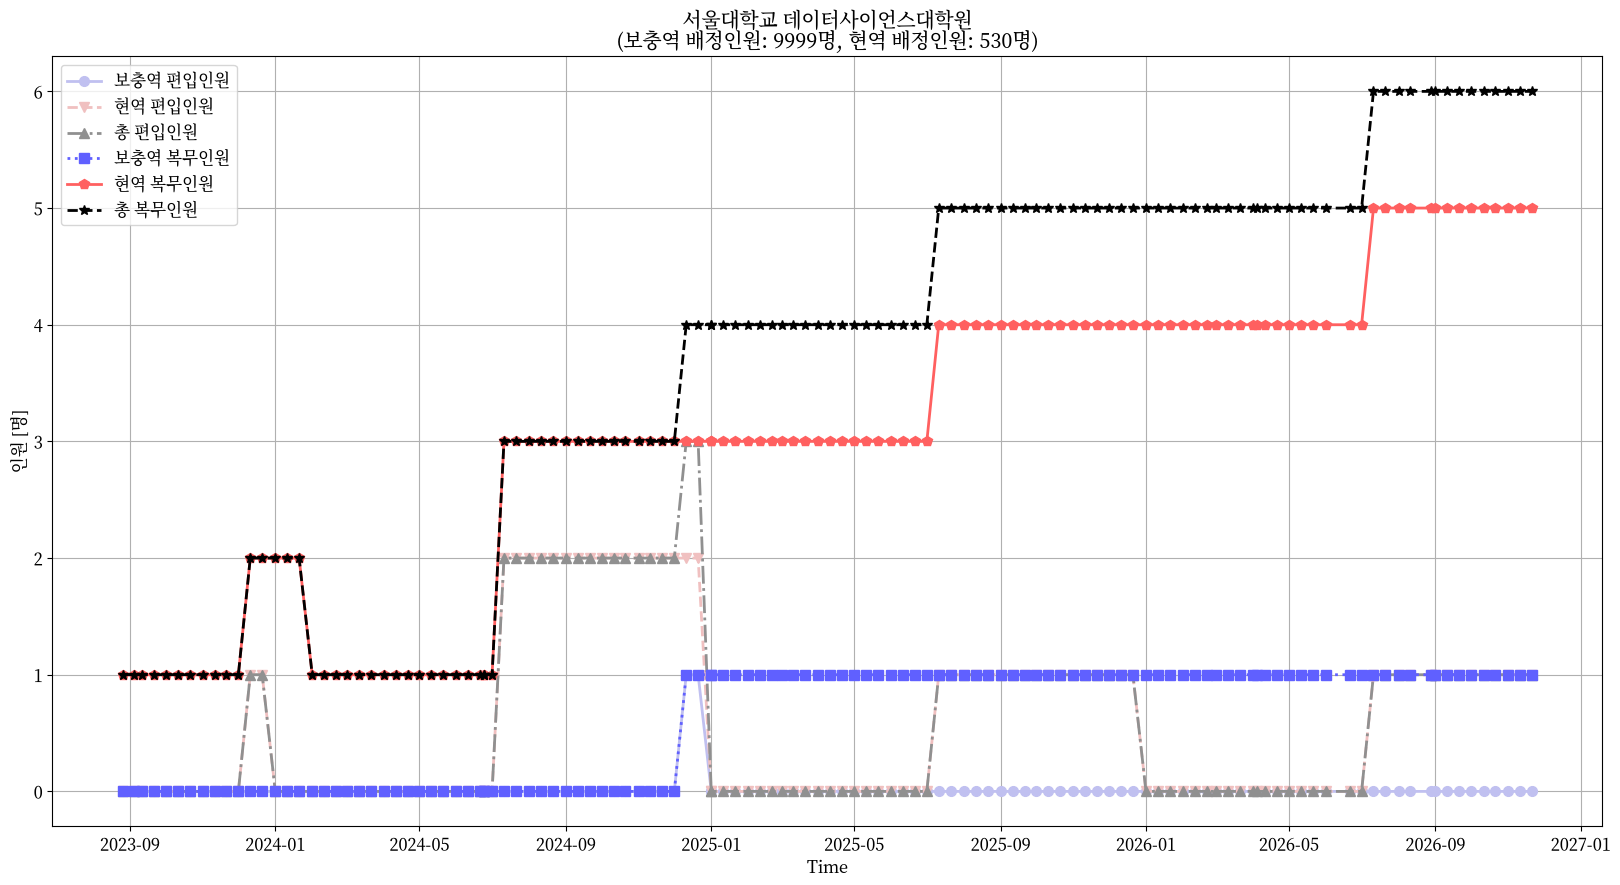 서울대학교 데이터사이언스대학원
(보충역 배정인원: 9999명, 현역 배정인원: 530명)
보충역 편입인원
현역 편입인원
총 편입인원
보충역 복무인원
현역 복무인원
총 복무인원
인원 [명]
6
5
4
3
2
1
0
2023-09
2024-01
2024-05
2024-09
2025-01
2025-05
2025-09
2026-01
2026-05
2026-09
2027-01
Time